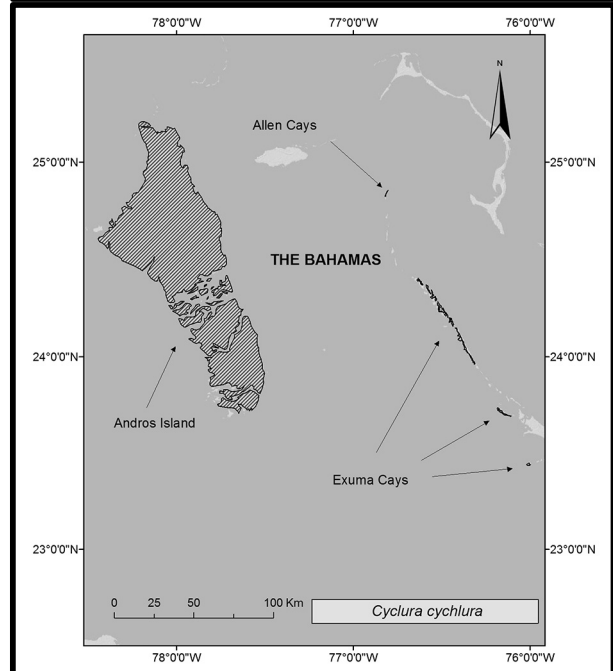 78°0'0"W 77°0'0"W 76°0'0"W
N
Allen Cays
25°0'0"N 25°0'0"N
THE BAHAMAS
24°0'0"N 24°0'0"N
Andros Island
Exuma Cays
23°0'0"N 23°0'0"N
0 25 50 100 Km
Cyclura cychlura
78°0'0"W 77°0'0"W 76°0'0"W